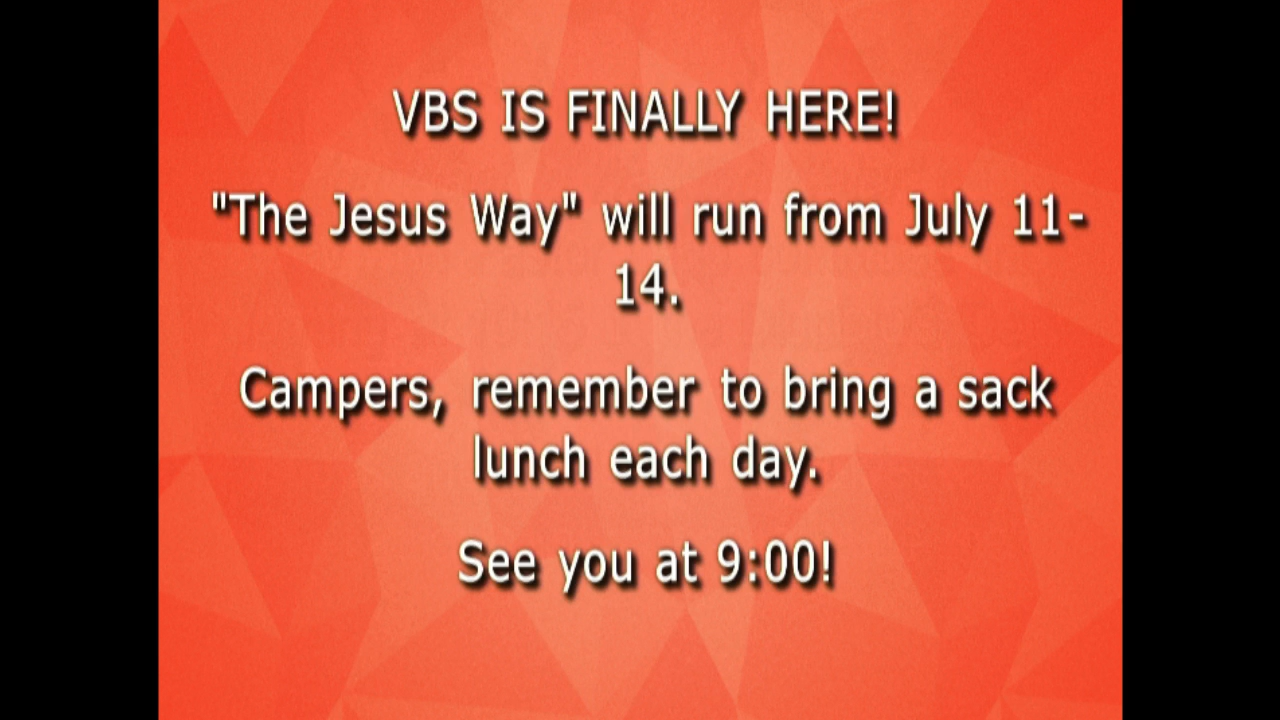 VBS IS FINALLY HERE!
"The Jesus Way" will run from July 11-
14.
Campers, remember to bring a sack
lunch each day.
See you at 9:00!